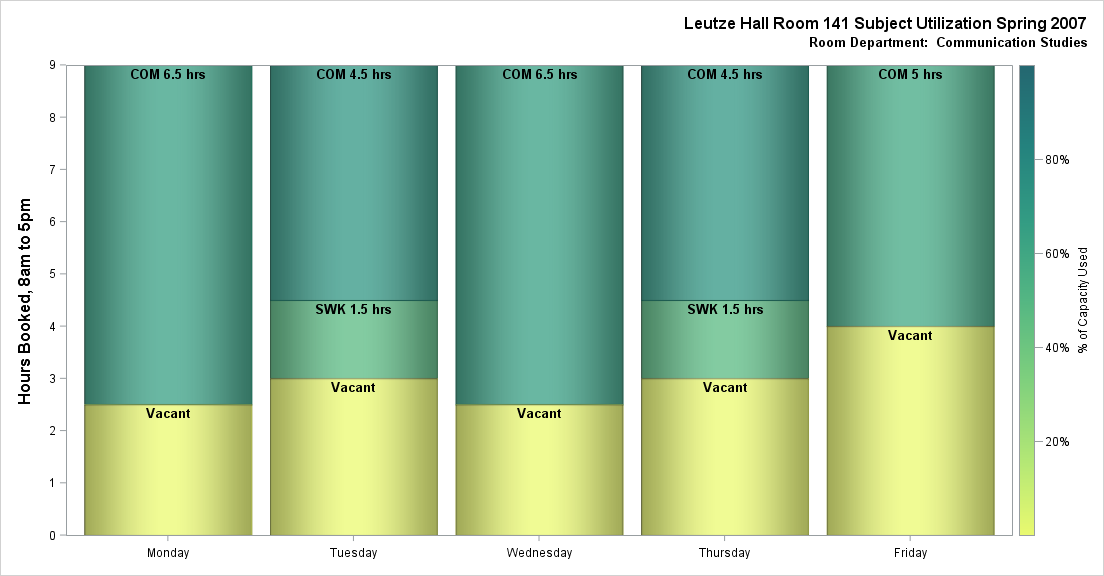 Leutze Hall Room 141 Subject Utilization Spring 2007
Room Department:  Communication Studies
Hours Booked, 8am to 5pm
9
8
7
6
5
4
3
2
1
0
COM 6.5 hrs
Vacant
COM 4.5 hrs
SWK 1.5 hrs
Vacant
COM 6.5 hrs
Vacant
COM 4.5 hrs
SWK 1.5 hrs
Vacant
COM 5 hrs
Vacant
Monday
Tuesday
Wednesday
Thursday
Friday
80%
60%
40%
20%
% of Capacity Used